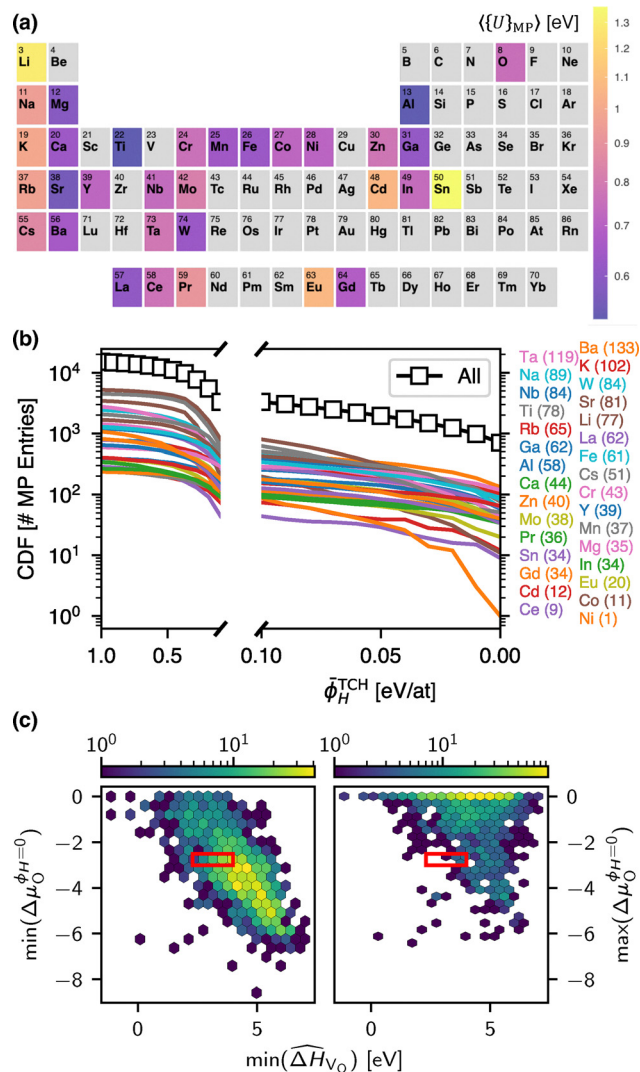 (a)
⟨{U}MP⟩ [eV]
3 4 5 6 7 8 9 10
Li Be B C N O F Ne
11 12 13 14 15 16 17 18
Na Mg Al Si P S Cl Ar
19 20 21 22 23 24 25 26 27 28 29 30 31 32 33 34 35 36
K Ca Sc Ti V Cr Mn Fe Co Ni Cu Zn Ga Ge As Se Br Kr
37 38 39 40 41 42 43 44 45 46 47 48 49 50 51 52 53 54
Rb Sr Y Zr Nb Mo Tc Ru Rh Pd Ag Cd In Sn Sb Te I Xe
55 56 71 72 73 74 75 76 77 78 79 80 81 82 83 84 85 86
Cs Ba Lu Hf Ta W Re Os Ir Pt Au Hg Tl Pb Bi Po At Rn
57 58 59 60 61 62 63 64 65 66 67 68 69 70
La Ce Pr Nd Pm Sm Eu Gd Tb Dy Ho Er Tm Yb
1.3
1.1
0.9
0.8
0.7
0.6
(b)
CDF [# MP Entries]
10⁴
10³
10²
10¹
10⁰
All
1.0 0.5 0.10 0.05 0.00
ϕ̄_H^TCH [eV/at]
Ta (119)
Na (89)
Nb (84)
Ti (78)
Rb (65)
Ga (62)
Al (58)
Ca (44)
Zn (40)
Mo (38)
Pr (36)
Sn (34)
Gd (34)
Cd (12)
Ce (9)
Ba (133)
K (102)
W (84)
Sr (81)
Li (77)
La (62)
Fe (61)
Cs (51)
Cr (43)
Y (39)
Mn (37)
Mg (35)
In (34)
Eu (20)
Co (11)
Ni (1)
(c)
10⁰ 10¹ 10⁰ 10¹
min(Δμ_O^{ϕ_H=0})
0
−2
−4
−6
−8
0
−2
−4
−6
−8
max(Δμ_O^{ϕ_H=0})
0 5 0 5
min(ΔĤ_{V_O}) [eV]